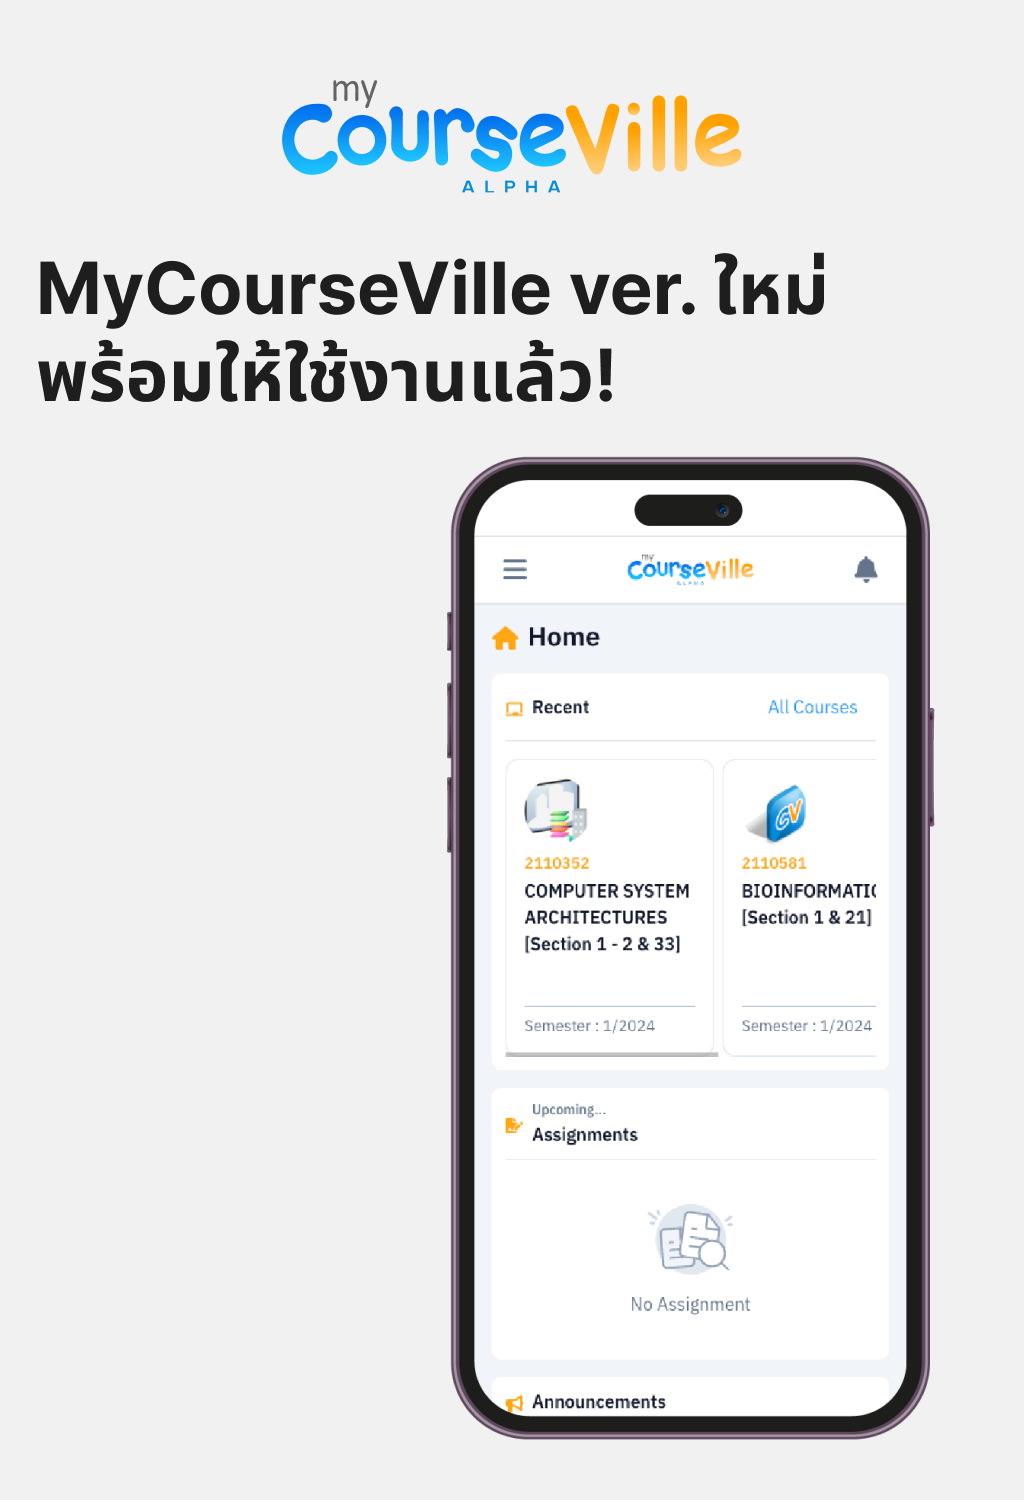 my
CourseVille
ALPHA
MyCourseVille ver. ใหม่
พร้อมให้ใช้งานแล้ว!
my
CourseVille
ALPHA
Home
Recent
All Courses
CV
2110352
COMPUTER SYSTEM
ARCHITECTURES
[Section 1 - 2 & 33]
Semester : 1/2024
2110581
BIOINFORMATIC
[Section 1 & 21]
Semester : 1/2024
Upcoming...
Assignments
No Assignment
Announcements